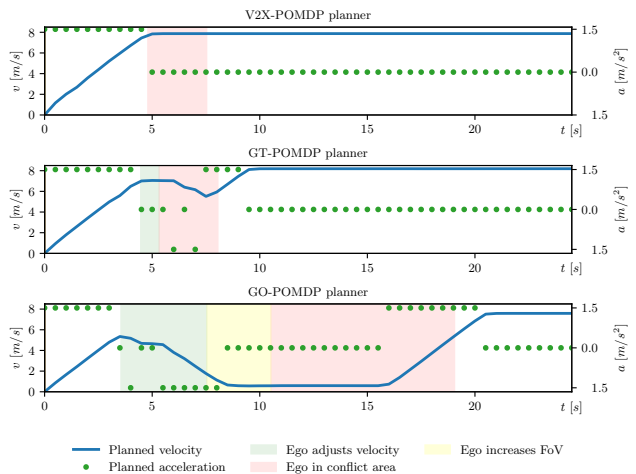 V2X-POMDP planner
8
6
4
2
0
v [m/s]
1.5
0.0
1.5
a [m/s²]
0 5 10 15 20 t [s]
GT-POMDP planner
8
6
4
2
0
v [m/s]
1.5
0.0
1.5
a [m/s²]
0 5 10 15 20 t [s]
GO-POMDP planner
8
6
4
2
0
v [m/s]
1.5
0.0
1.5
a [m/s²]
0 5 10 15 20 t [s]
Planned velocity Ego adjusts velocity Ego increases FoV
Planned acceleration Ego in conflict area